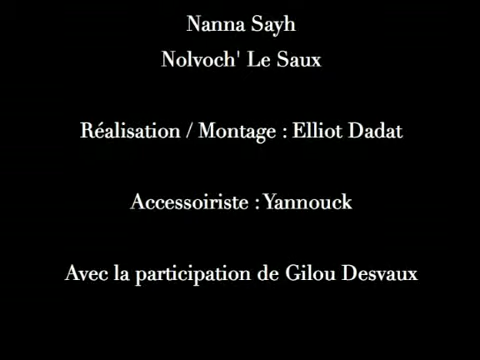 Nanna Sayh
Nolvoch' Le Saux
Réalisation / Montage : Elliot Dadat
Accessoiriste : Yannouck
Avec la participation de Gilou Desvaux